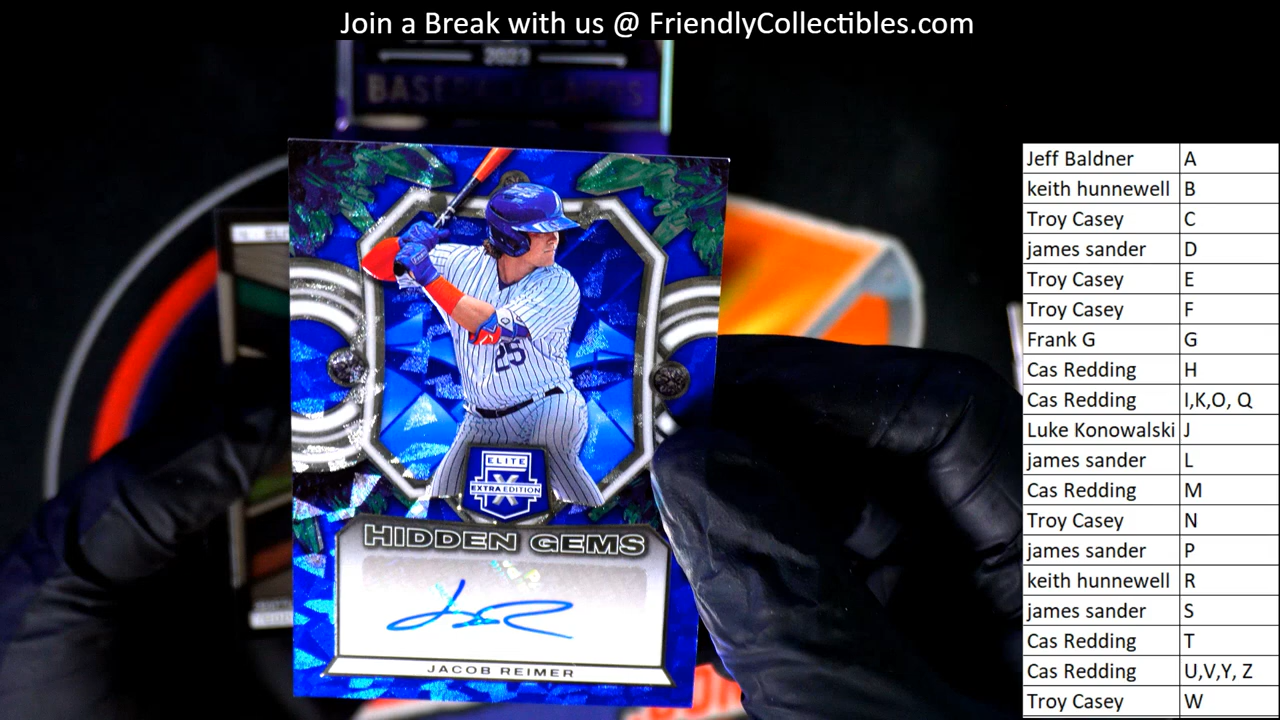 Join a Break with us @ FriendlyCollectibles.com
2023
BASEBALL CARDS
25
ELITE
X
EXTRA EDITION
HIDDEN GEMS
JACOB REIMER
Jeff Baldner A
keith hunnewell B
Troy Casey C
james sander D
Troy Casey E
Troy Casey F
Frank G G
Cas Redding H
Cas Redding I,K,O, Q
Luke Konowalski J
james sander L
Cas Redding M
Troy Casey N
james sander P
keith hunnewell R
james sander S
Cas Redding T
Cas Redding U,V,Y, Z
Troy Casey W